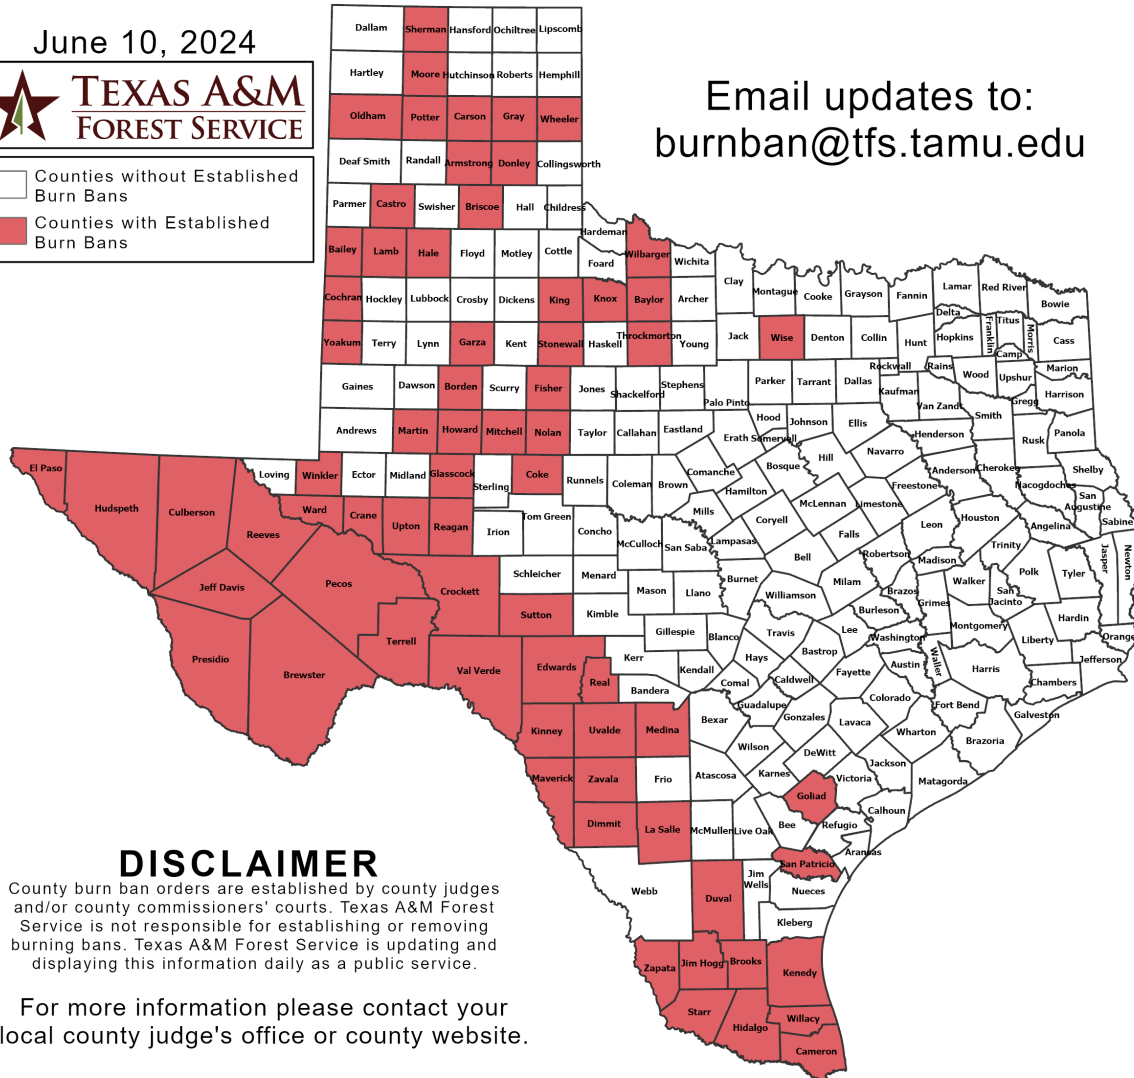 June 10, 2024
TEXAS A&M
FOREST SERVICE
Counties without Established
Burn Bans
Counties with Established
Burn Bans
Email updates to:
burnban@tfs.tamu.edu
Dallam Sherman Hansford Ochiltree Lipscomb
Hartley Moore Hutchinson Roberts Hemphill
Oldham Potter Carson Gray Wheeler
Deaf Smith Randall Armstrong Donley Collingsworth
Parmer Castro Swisher Briscoe Hall Childress
Hardeman
Bailey Lamb Hale Floyd Motley Cottle Foard Wilbarger Wichita
Clay Montague Cooke Grayson Fannin Lamar Red River Bowie
Cochran Hockley Lubbock Crosby Dickens King Knox Baylor Archer
Delta Franklin Titus Morris Cass
Yoakum Terry Lynn Garza Kent Stonewall Haskell Throckmorton Young Jack Wise Denton Collin Hunt Hopkins
Camp
Rockwall Rains Wood Upshur Marion
Gaines Dawson Borden Scurry Fisher Jones Shackelford Stephens Palo Pinto Parker Tarrant Dallas Kaufman Van Zandt Smith Gregg Harrison
Andrews Martin Howard Mitchell Nolan Taylor Callahan Eastland Erath Somervell Hood Johnson Ellis Henderson Rusk Panola
El Paso Hudspeth Culberson Reeves Loving Winkler Ector Midland Glasscock Sterling Coke Runnels Coleman Brown Comanche Bosque Hill Navarro Anderson Cherokee Nacogdoches Shelby
Ward Crane Upton Reagan Irion Tom Green Concho McCulloch San Saba Mills Hamilton Coryell McLennan Limestone Freestone Leon Houston Angelina San
Augustine Sabine
Lampasas Bell Falls Robertson Madison Trinity Polk Tyler Jasper Newton
Jeff Davis Pecos Crockett Schleicher Menard Mason Llano Burnet Williamson Milam Brazos Grimes Walker San
Jacinto Hardin
Presidio Brewster Terrell Val Verde Sutton Kimble Gillespie Blanco Travis Lee Burleson Washington Montgomery Liberty Orange
Edwards Real Kerr Kendall Hays Bastrop Fayette Austin Waller Harris Chambers Jefferson
Bandera Comal Caldwell Guadalupe Colorado Fort Bend Galveston
Kinney Uvalde Medina Bexar Gonzales Lavaca Wharton Brazoria
Wilson DeWitt Jackson Matagorda
Maverick Zavala Frio Atascosa Karnes Victoria
Goliad Calhoun
Dimmit La Salle McMullen Live Oak Bee Refugio
Aransas
San Patricio
Webb Duval Jim
Wells Nueces
Kleberg
Zapata Jim Hogg Brooks Kenedy
Starr Hidalgo Willacy
Cameron
DISCLAIMER
County burn ban orders are established by county judges
and/or county commissioners' courts. Texas A&M Forest
Service is not responsible for establishing or removing
burning bans. Texas A&M Forest Service is updating and
displaying this information daily as a public service.
For more information please contact your
local county judge's office or county website.